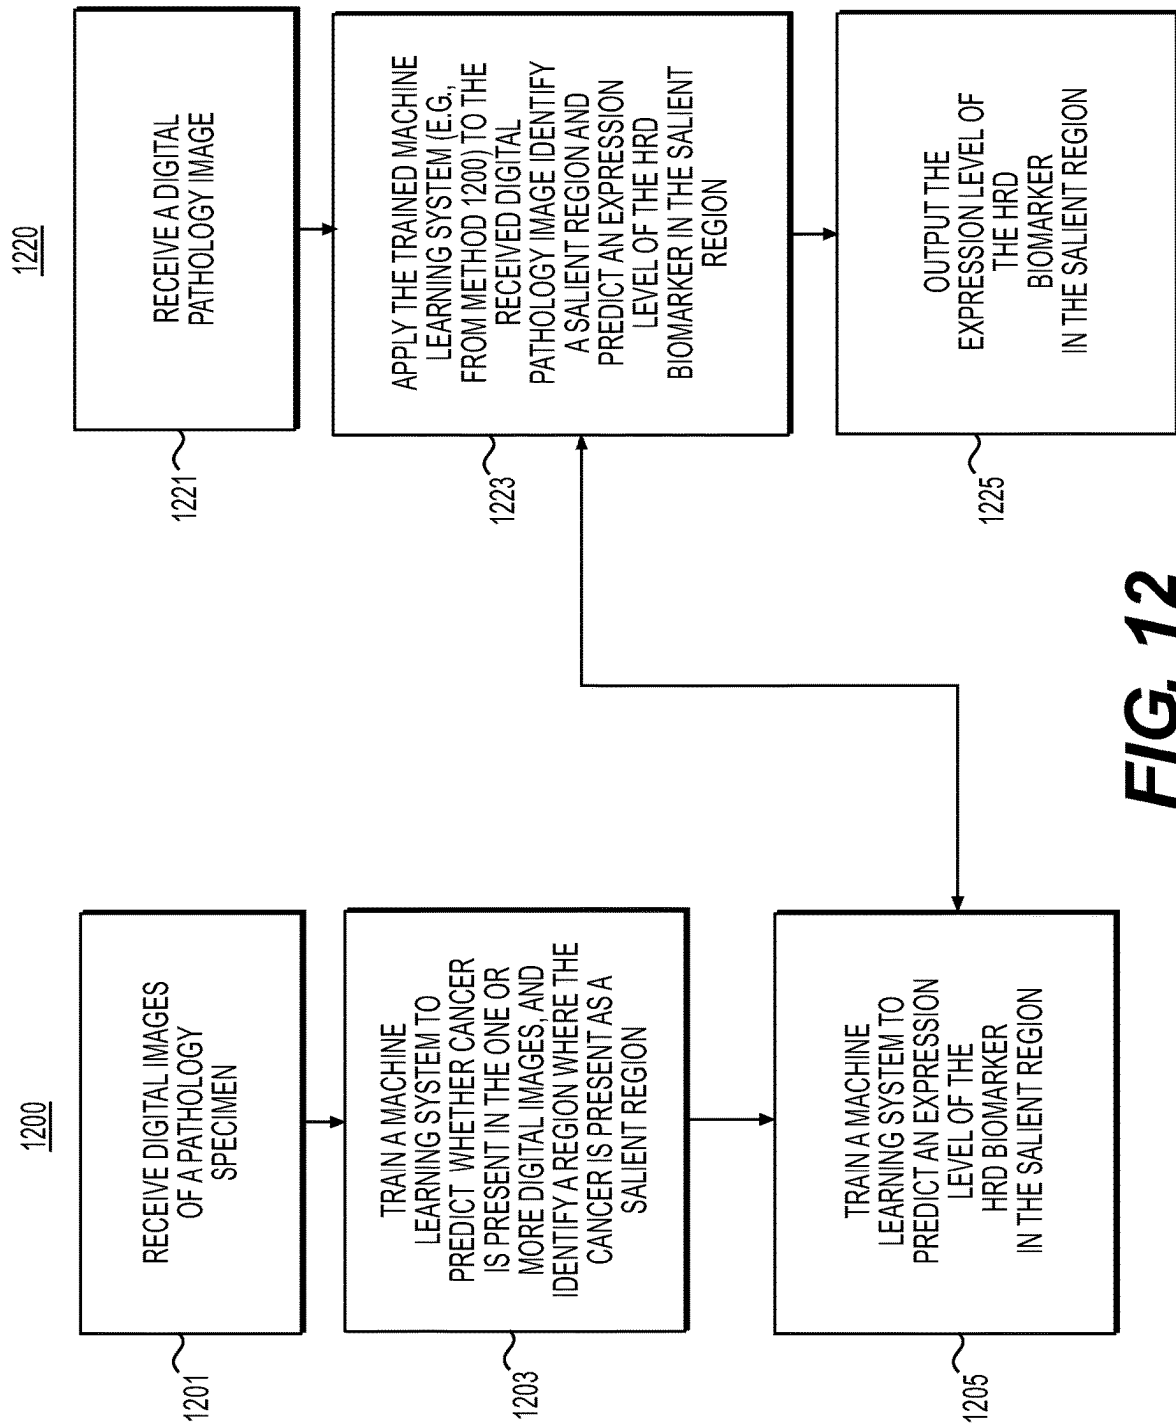 1200
RECEIVE DIGITAL IMAGES
OF A PATHOLOGY
SPECIMEN
1201
TRAIN A MACHINE
LEARNING SYSTEM TO
PREDICT WHETHER CANCER
IS PRESENT IN THE ONE OR
MORE DIGITAL IMAGES, AND
IDENTIFY A REGION WHERE THE
CANCER IS PRESENT AS A
SALIENT REGION
1203
TRAIN A MACHINE
LEARNING SYSTEM TO
PREDICT AN EXPRESSION
LEVEL OF THE
HRD BIOMARKER
IN THE SALIENT REGION
1205
1220
RECEIVE A DIGITAL
PATHOLOGY IMAGE
1221
APPLY THE TRAINED MACHINE
LEARNING SYSTEM (E.G.,
FROM METHOD 1200) TO THE
RECEIVED DIGITAL
PATHOLOGY IMAGE IDENTIFY
A SALIENT REGION AND
PREDICT AN EXPRESSION
LEVEL OF THE HRD
BIOMARKER IN THE SALIENT
REGION
1223
OUTPUT THE
EXPRESSION LEVEL OF
THE HRD
BIOMARKER
IN THE SALIENT REGION
1225
FIG. 12